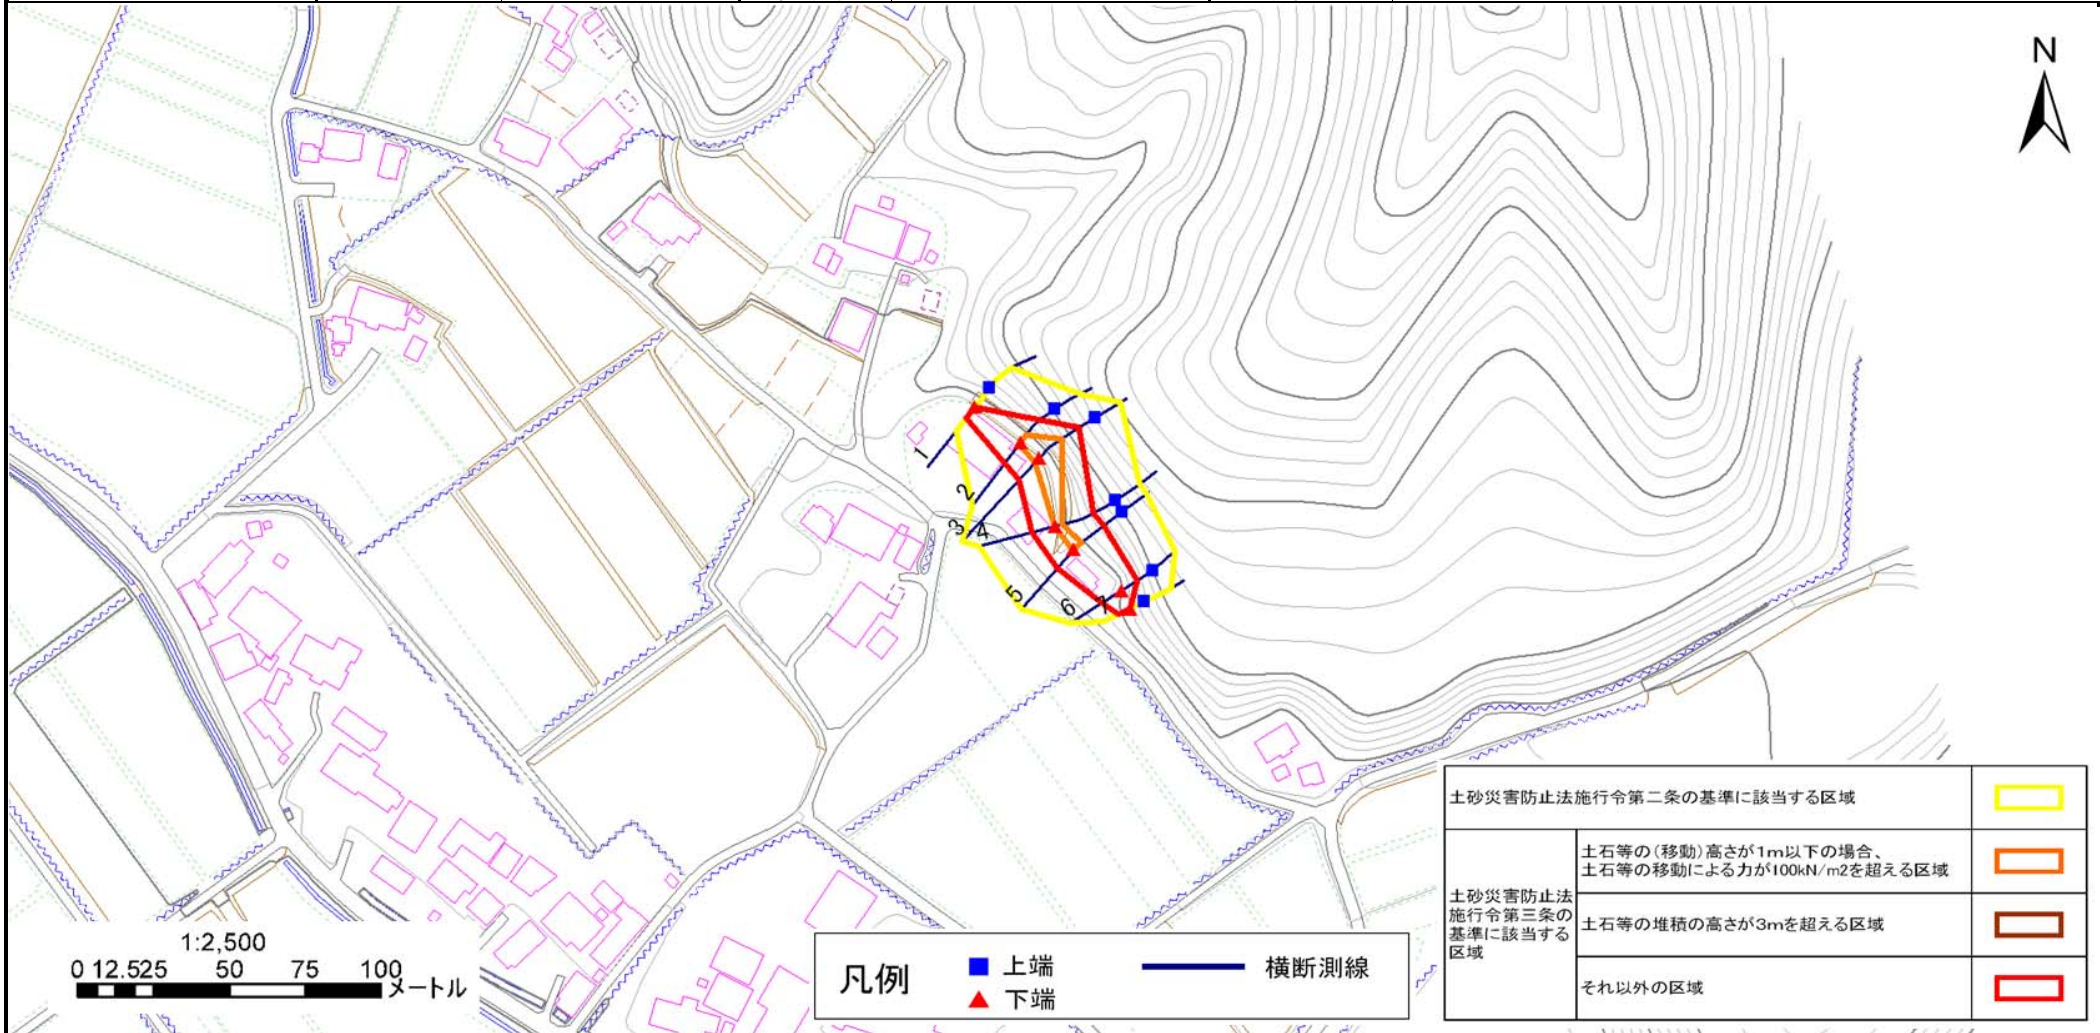 N
1
2
3
4
5
6
7
1:2,500
0 12.525 50 75 100
メートル
凡例
上端
下端
横断測線
土砂災害防止法施行令第二条の基準に該当する区域
土砂災害防止法
施行令第三条の
基準に該当する
区域
土石等の(移動)高さが1m以下の場合、
土石等の移動による力が100kN/m2を超える区域
土石等の堆積の高さが3mを超える区域
それ以外の区域